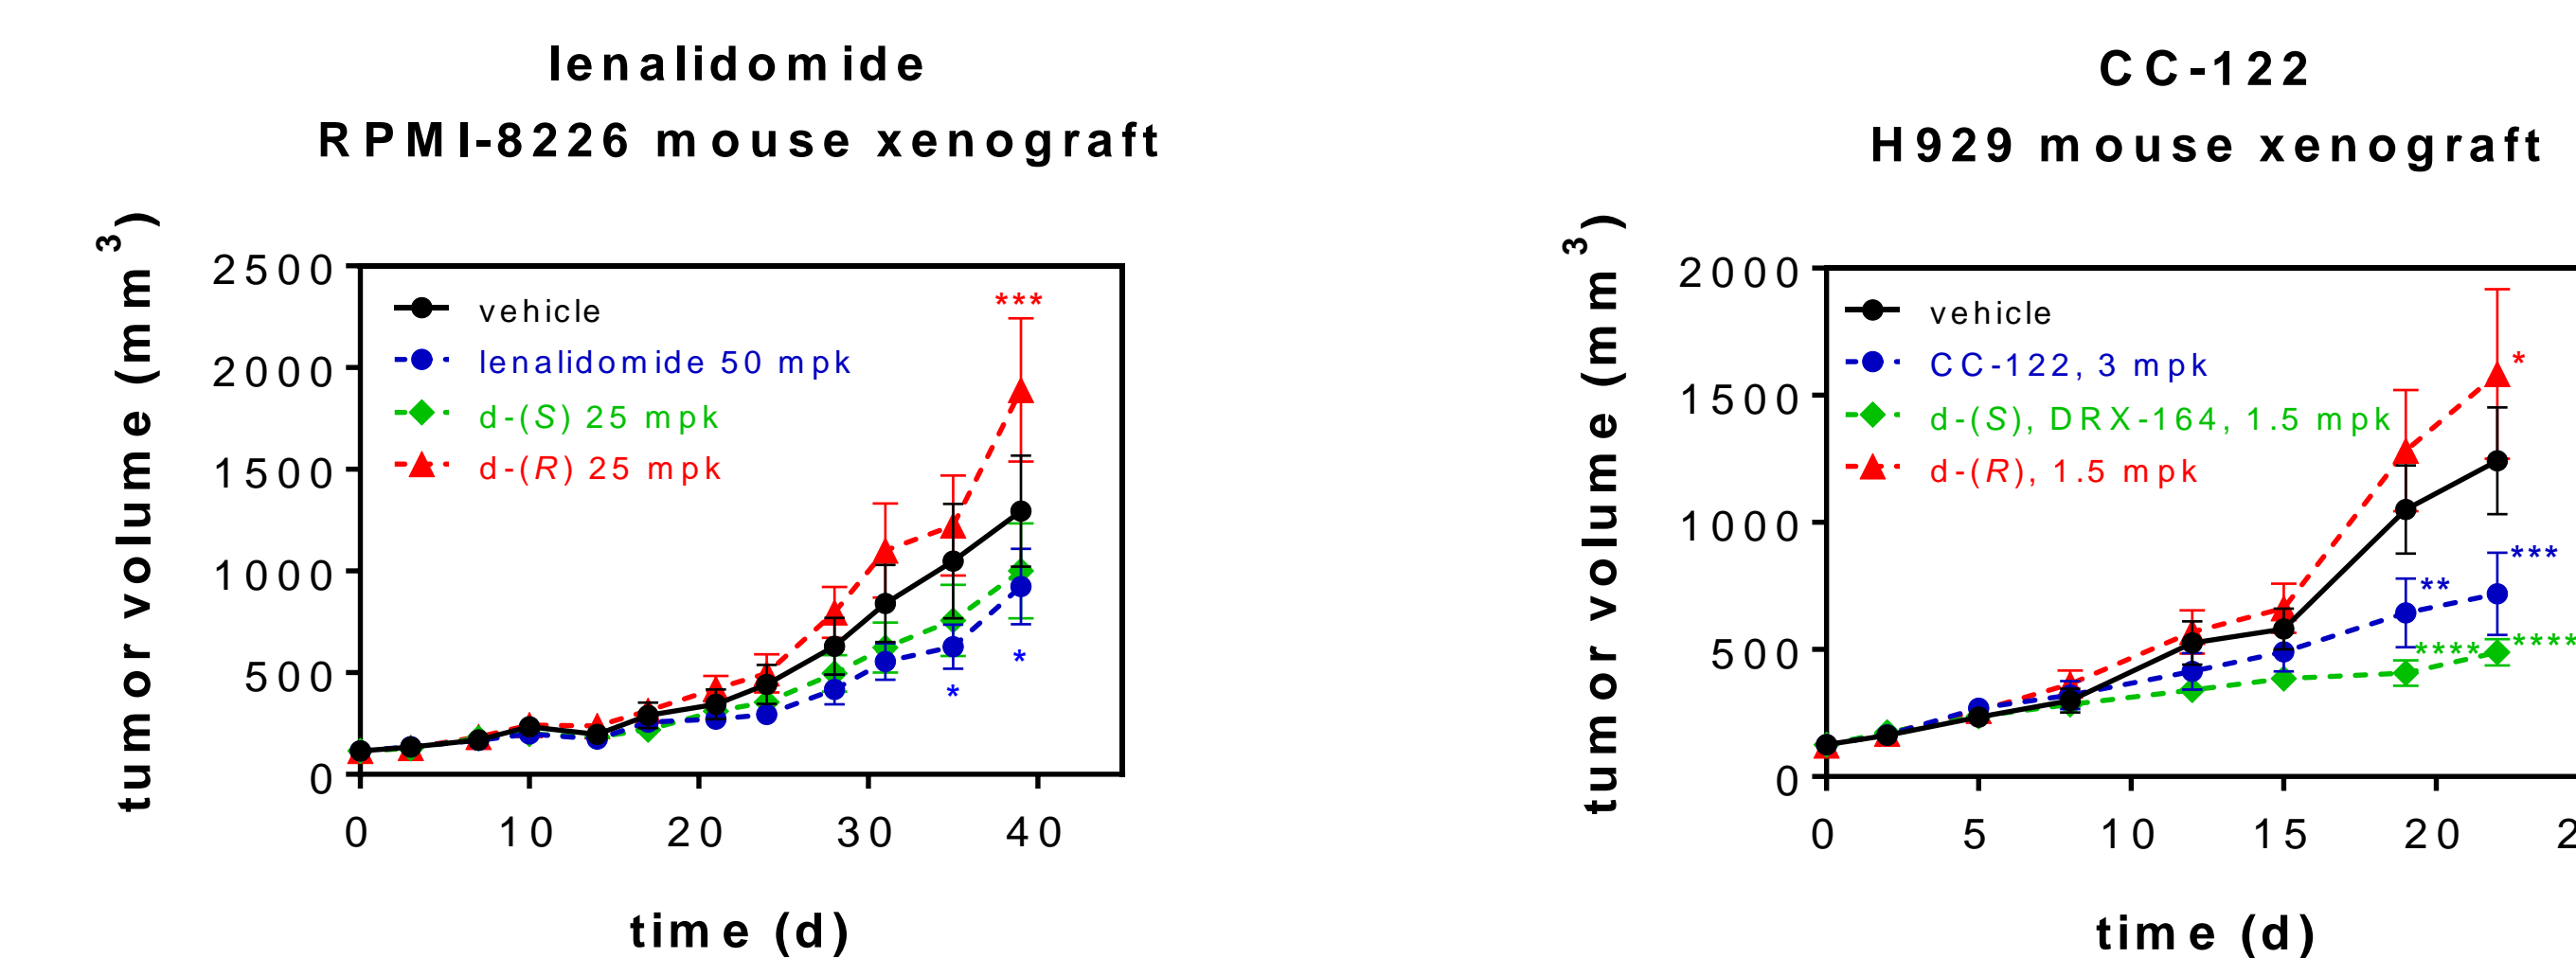 lenalidomide
RPMI-8226 mouse xenograft
tumor volume (mm³)
2500
2000
1500
1000
500
0
vehicle
lenalidomide 50 mpk
d-(S) 25 mpk
d-(R) 25 mpk
***
*
*
0 10 20 30 40
time (d)
CC-122
H929 mouse xenograft
tumor volume (mm³)
2000
1500
1000
500
0
vehicle
CC-122, 3 mpk
d-(S), DRX-164, 1.5 mpk
d-(R), 1.5 mpk
*
***
**
**** ****
0 5 10 15 20
time (d)